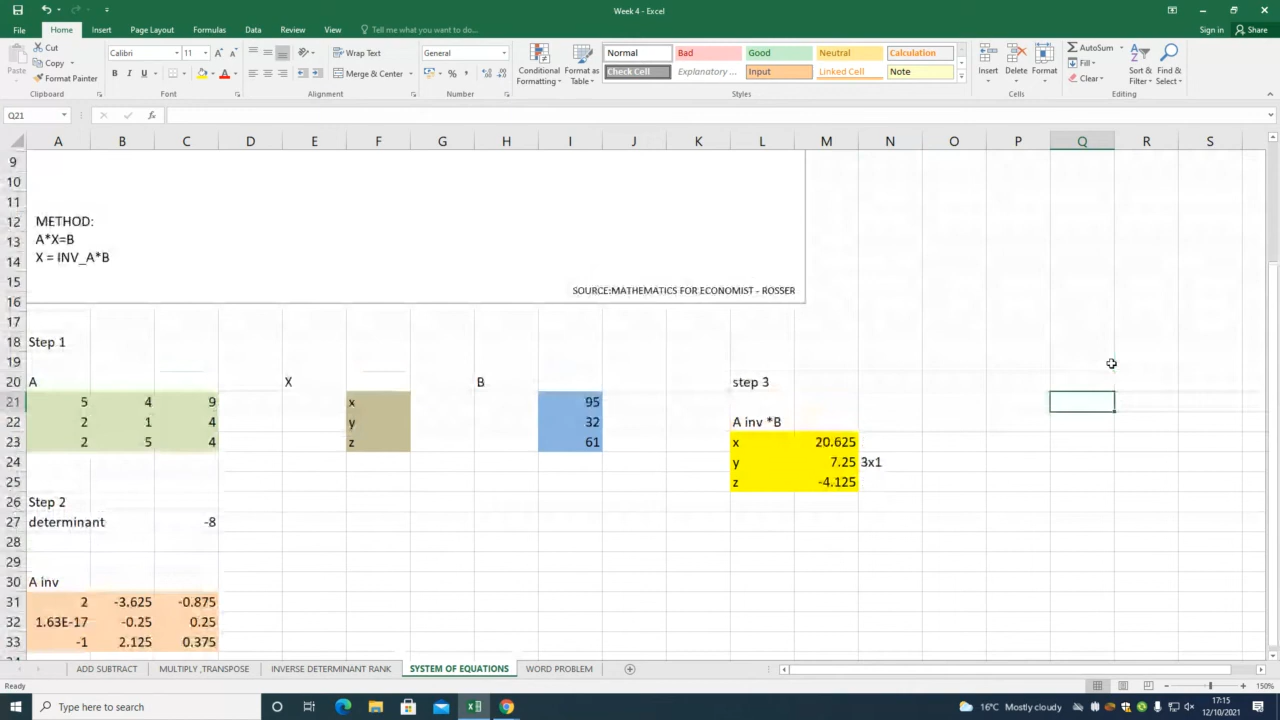 Week 4 - Excel
Sign in
Share
File
Home
Insert
Page Layout
Formulas
Data
Review
View
Tell me what you want to do...
Paste
Cut
Copy
Format Painter
Clipboard
Calibri
11
B I U
A
Font
Wrap Text
Merge & Center
Alignment
General
%
Number
Conditional Formatting
Format as Table
Normal
Bad
Good
Neutral
Calculation
Check Cell
Explanatory ...
Input
Linked Cell
Note
Styles
Insert
Delete
Format
Cells
AutoSum
Fill
Clear
Sort & Filter
Find & Select
Editing
Q21
fx
A B C D E F G H I J K L M N O P Q R S
9
10
11
12
13
14
15
16
17
18
19
20
21
22
23
24
25
26
27
28
29
30
31
32
33
METHOD:
A*X=B
X = INV_A*B
SOURCE:MATHEMATICS FOR ECONOMIST - ROSSER
Step 1
A X B step 3
5 4 9 x 95
2 1 4 y 32 A inv *B
2 5 4 z 61 x 20.625
y 7.25 3x1
z -4.125
Step 2
determinant -8
A inv
2 -3.625 -0.875
1.63E-17 -0.25 0.25
-1 2.125 0.375
ADD SUBTRACT
MULTIPLY ,TRANSPOSE
INVERSE DETERMINANT RANK
SYSTEM OF EQUATIONS
WORD PROBLEM
Ready
150%
Type here to search
16°C Mostly cloudy
17:15
12/10/2021